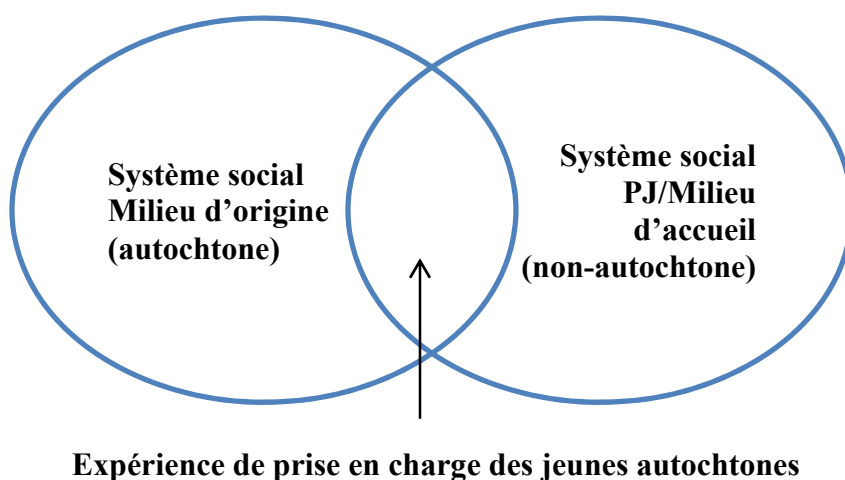 Système social
Milieu d'origine
(autochtone)
Système social
PJ/Milieu
d'accueil
(non-autochtone)
Expérience de prise en charge des jeunes autochtones